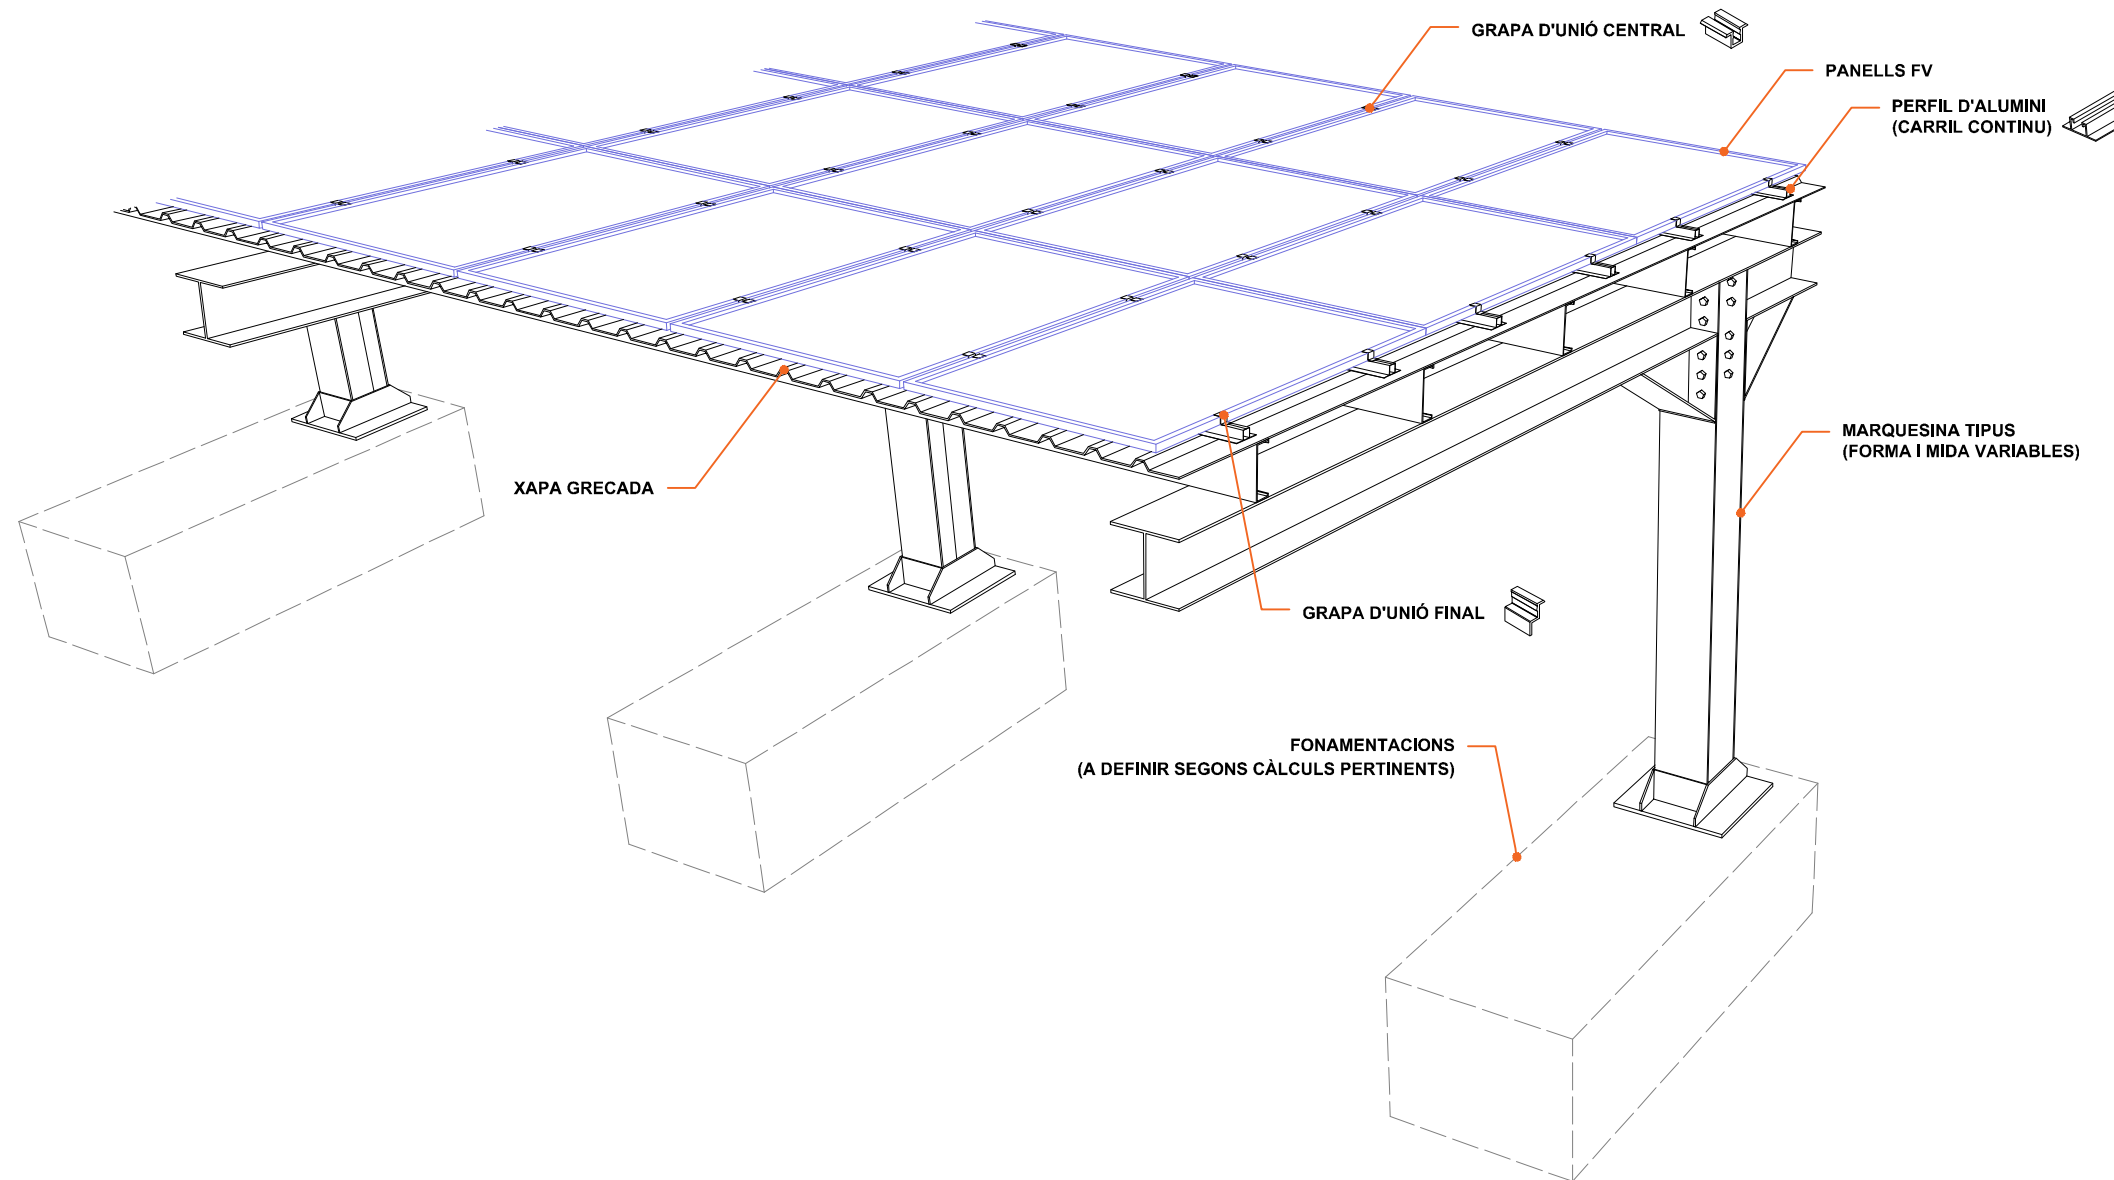 GRAPA D'UNIÓ CENTRAL
PANELLS FV
PERFIL D'ALUMINI
(CARRIL CONTINU)
MARQUESINA TIPUS
(FORMA I MIDA VARIABLES)
XAPA GRECADA
GRAPA D'UNIÓ FINAL
FONAMENTACIONS
(A DEFINIR SEGONS CÀLCULS PERTINENTS)